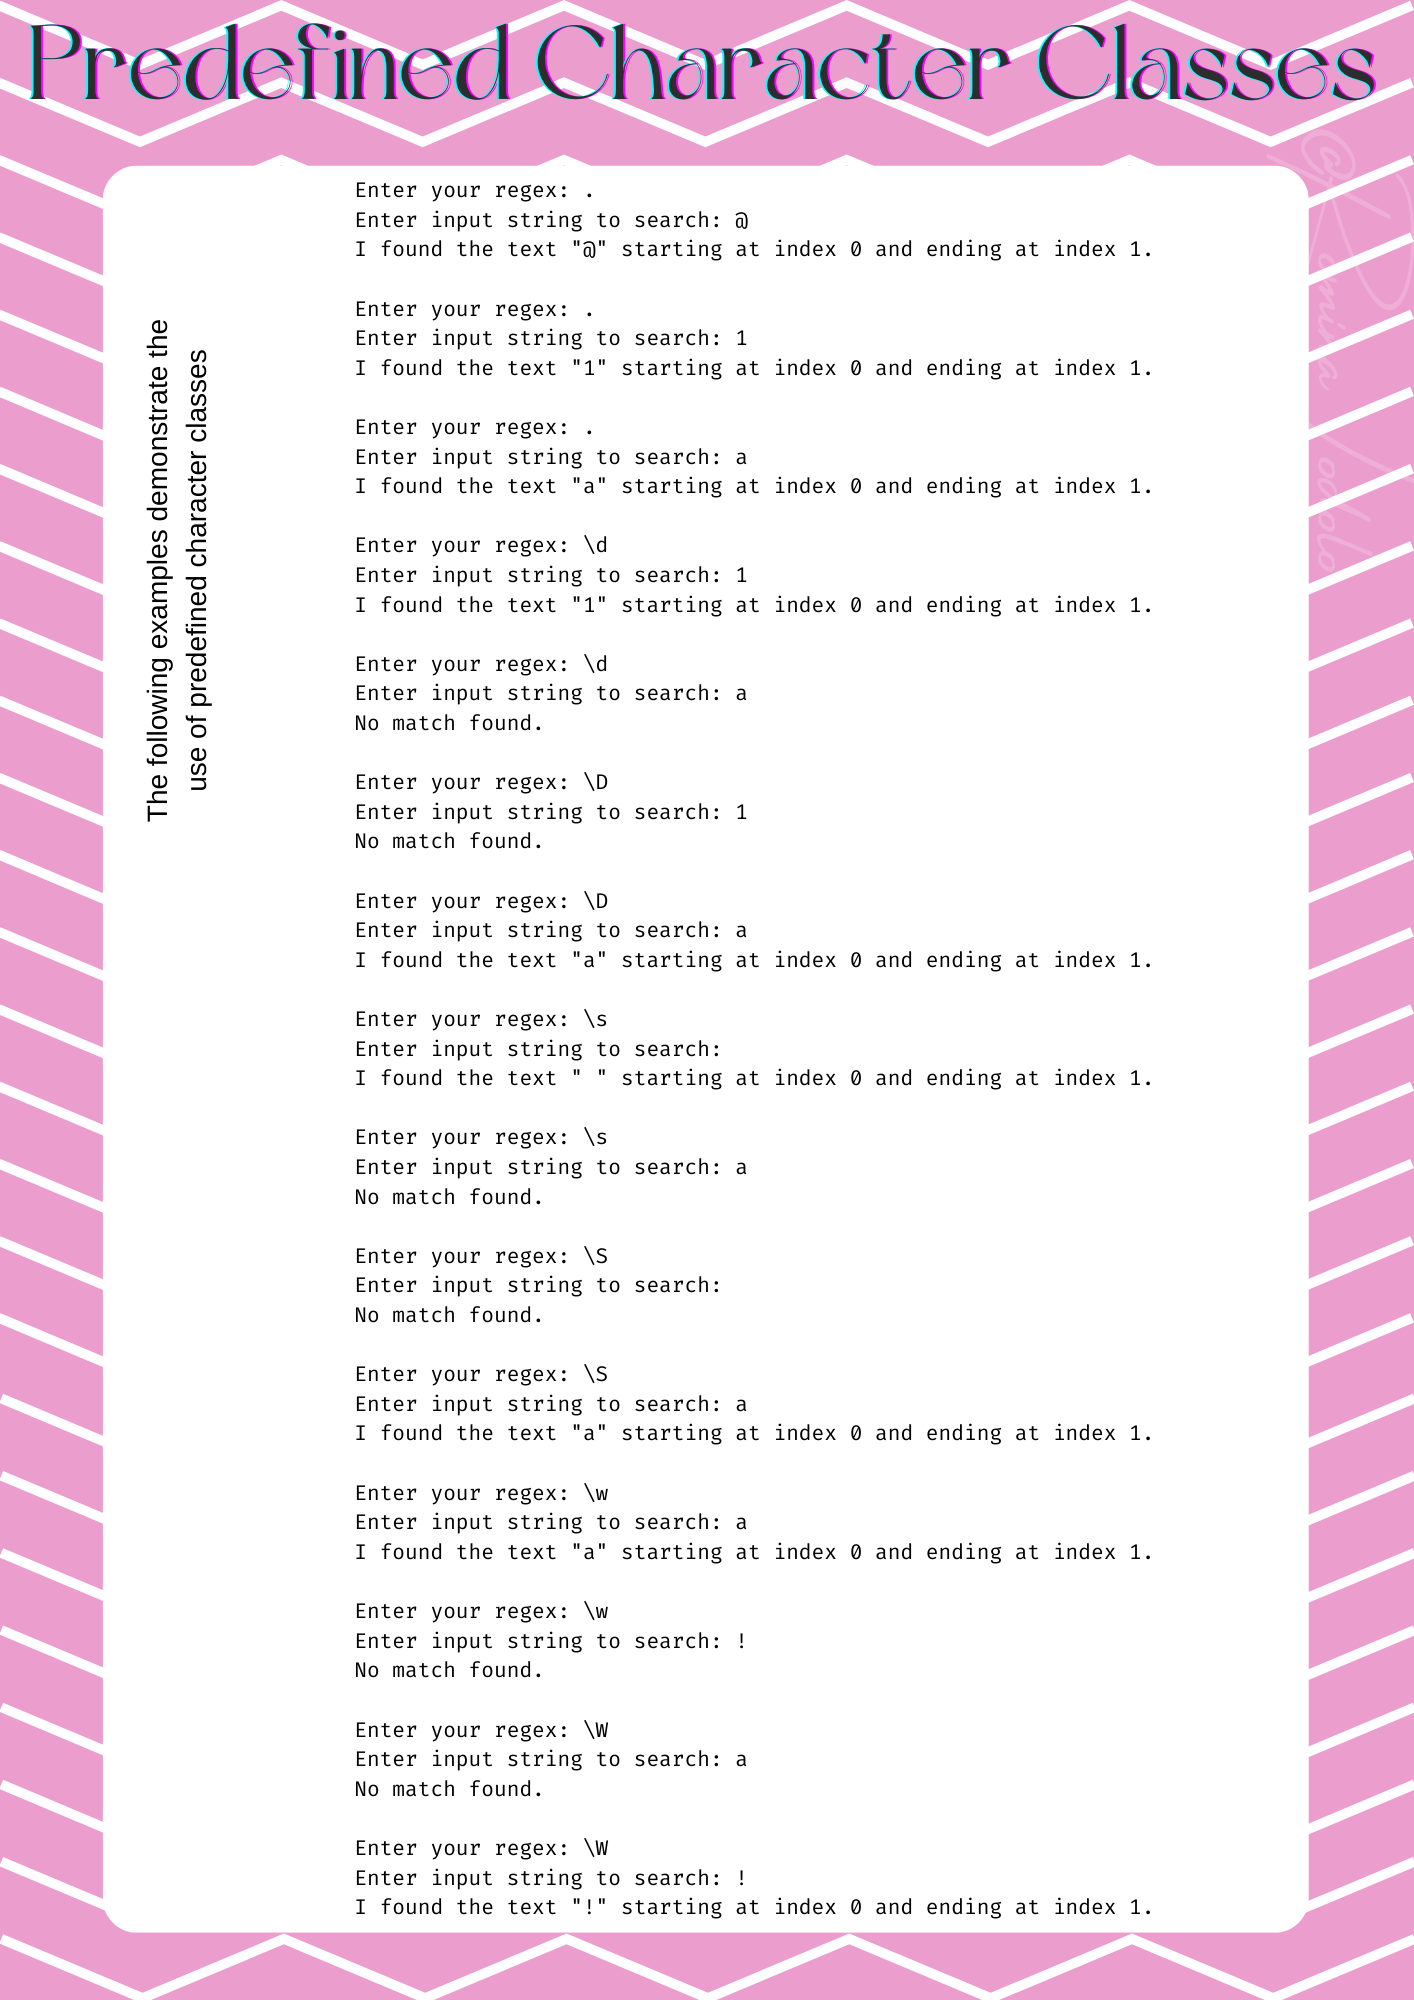 Predefined Character Classes
The following examples demonstrate the
use of predefined character classes
Enter your regex: .
Enter input string to search: @
I found the text "@" starting at index 0 and ending at index 1.
Enter your regex: .
Enter input string to search: 1
I found the text "1" starting at index 0 and ending at index 1.
Enter your regex: .
Enter input string to search: a
I found the text "a" starting at index 0 and ending at index 1.
Enter your regex: \d
Enter input string to search: 1
I found the text "1" starting at index 0 and ending at index 1.
Enter your regex: \d
Enter input string to search: a
No match found.
Enter your regex: \D
Enter input string to search: 1
No match found.
Enter your regex: \D
Enter input string to search: a
I found the text "a" starting at index 0 and ending at index 1.
Enter your regex: \s
Enter input string to search:
I found the text " " starting at index 0 and ending at index 1.
Enter your regex: \s
Enter input string to search: a
No match found.
Enter your regex: \S
Enter input string to search:
No match found.
Enter your regex: \S
Enter input string to search: a
I found the text "a" starting at index 0 and ending at index 1.
Enter your regex: \w
Enter input string to search: a
I found the text "a" starting at index 0 and ending at index 1.
Enter your regex: \w
Enter input string to search: !
No match found.
Enter your regex: \W
Enter input string to search: a
No match found.
Enter your regex: \W
Enter input string to search: !
I found the text "!" starting at index 0 and ending at index 1.